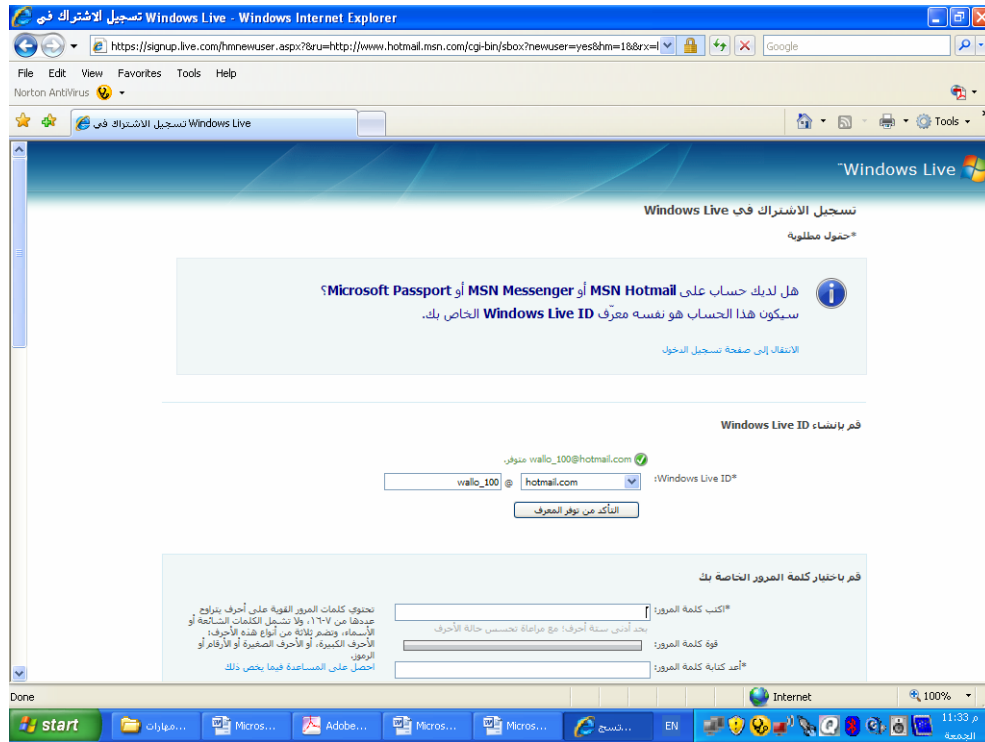 تسجيل الاشتراك في Windows Live - Windows Internet Explorer
https://signup.live.com/hmnewuser.aspx?&ru=http://www.hotmail.msn.com/cgi-bin/sbox?newuser=yes&hm=1&&rx=
Google
File Edit View Favorites Tools Help
Norton AntiVirus
تسجيل الاشتراك في Windows Live
Tools
Windows Live™
تسجيل الاشتراك في Windows Live
*حقول مطلوبة
هل لديك حساب على MSN Hotmail أو MSN Messenger أو Microsoft Passport؟
سيكون هذا الحساب هو نفسه معرّف Windows Live ID الخاص بك.
الانتقال إلى صفحة تسجيل الدخول
قم بإنشاء Windows Live ID
wallo_100@hotmail.com متوفر.
*Windows Live ID:
wallo_100 @ hotmail.com
التأكد من توفر المعرف
قم باختيار كلمة المرور الخاصة بك
*اكتب كلمة المرور:
بحد أدنى ستة أحرف؛ مع مراعاة تحسس حالة الأحرف
قوة كلمة المرور:
*أعد كتابة كلمة المرور:
تحتوي كلمات المرور القوية على أحرف يتراوح
عددها من ٧-١٦، ولا تشمل الكلمات الشائعة أو
الأسماء، وتضم ثلاثة من أنواع هذه الأحرف؛
الأحرف الكبيرة، أو الأحرف الصغيرة أو الأرقام أو
الرموز.
احصل على المساعدة فيما يخص ذلك
Done
Internet
100%
start
مهارات...
Micros...
Adobe...
Micros...
Micros...
تسج...
EN
11:33 م
الجمعة